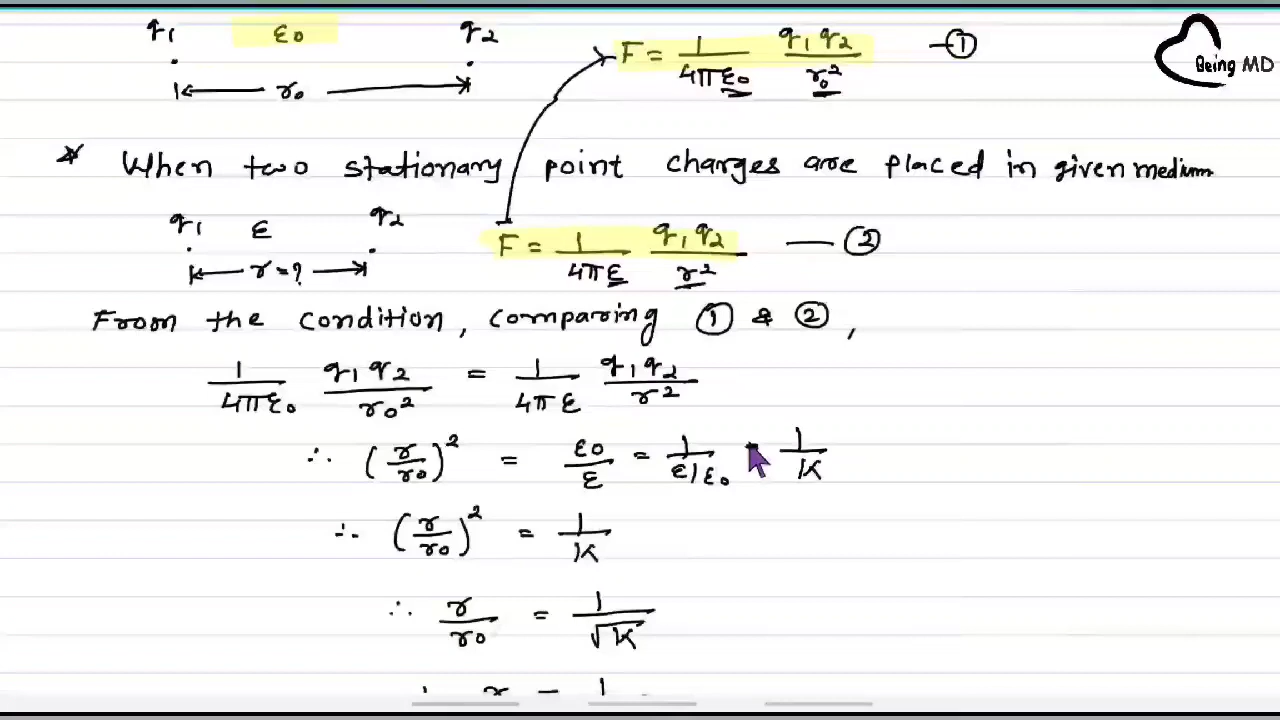 q1 ε0 q2
r0
F = 1/4πε0 q1q2/r0² — ①
Being MD
* When two stationary point charges are placed in given medium
q1 ε q2
r = ?
F = 1/4πε q1q2/r² — ②
From the condition, comparing ① & ②,
1/4πε0 q1q2/r0² = 1/4πε q1q2/r²
∴ (r/r0)² = ε0/ε = 1/ε/ε0 = 1/K
∴ (r/r0)² = 1/K
∴ r/r0 = 1/√K